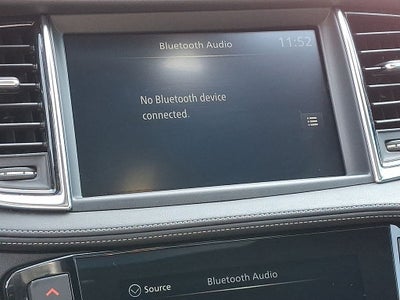 Bluetooth Audio
11:52
No Bluetooth device
connected.
Source
Bluetooth Audio